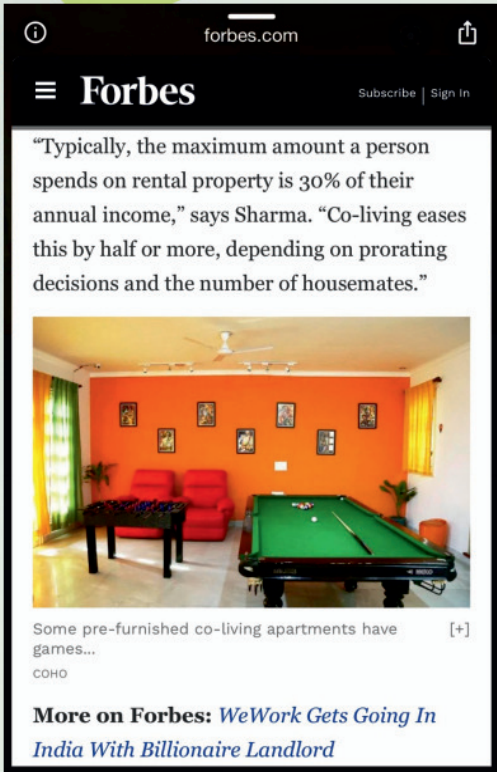 forbes.com
Forbes
Subscribe | Sign In
“Typically, the maximum amount a person
spends on rental property is 30% of their
annual income,” says Sharma. “Co-living eases
this by half or more, depending on prorating
decisions and the number of housemates.”
Some pre-furnished co-living apartments have [+]
games...
COHO
More on Forbes: WeWork Gets Going In
India With Billionaire Landlord